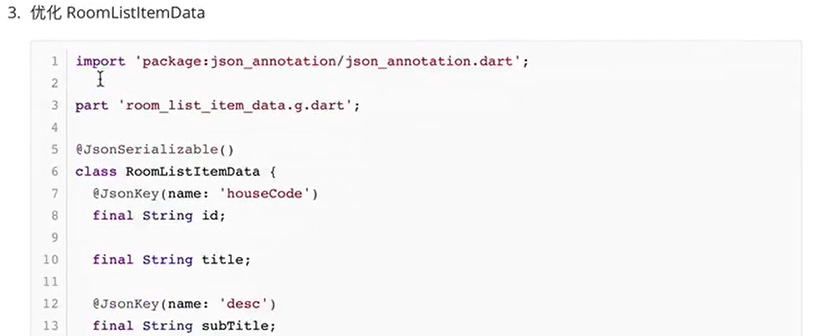 3. 优化 RoomListItemData
1 import 'package:json_annotation/json_annotation.dart';
2
3 part 'room_list_item_data.g.dart';
4
5 @JsonSerializable()
6 class RoomListItemData {
7 @JsonKey(name: 'houseCode')
8 final String id;
9
10 final String title;
11
12 @JsonKey(name: 'desc')
13 final String subTitle;